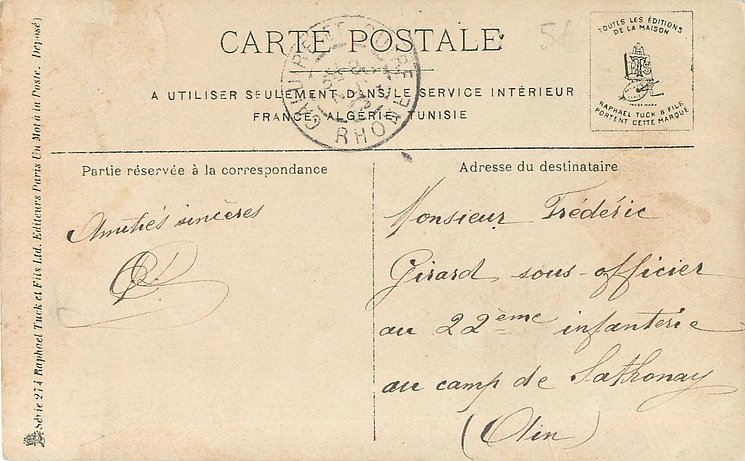 CARTE POSTALE
A UTILISER SEULEMENT DANS LE SERVICE INTÉRIEUR
FRANCE, ALGÉRIE, TUNISIE
TOUTES LES ÉDITIONS
DE LA MAISON
RAPHAEL TUCK & FILS
PORTENT CETTE MARQUE
RHÔNE
Partie réservée à la correspondance
Amitiés sincères
Adresse du destinataire
Monsieur Frédéric
Girard sous-officier
au 22ème infanterie
au camp de Sathonay
(Ain)
Série 274 Raphael Tuck et Fils Ltd. Editeurs Paris Un Mot à la Poste. Déposé)